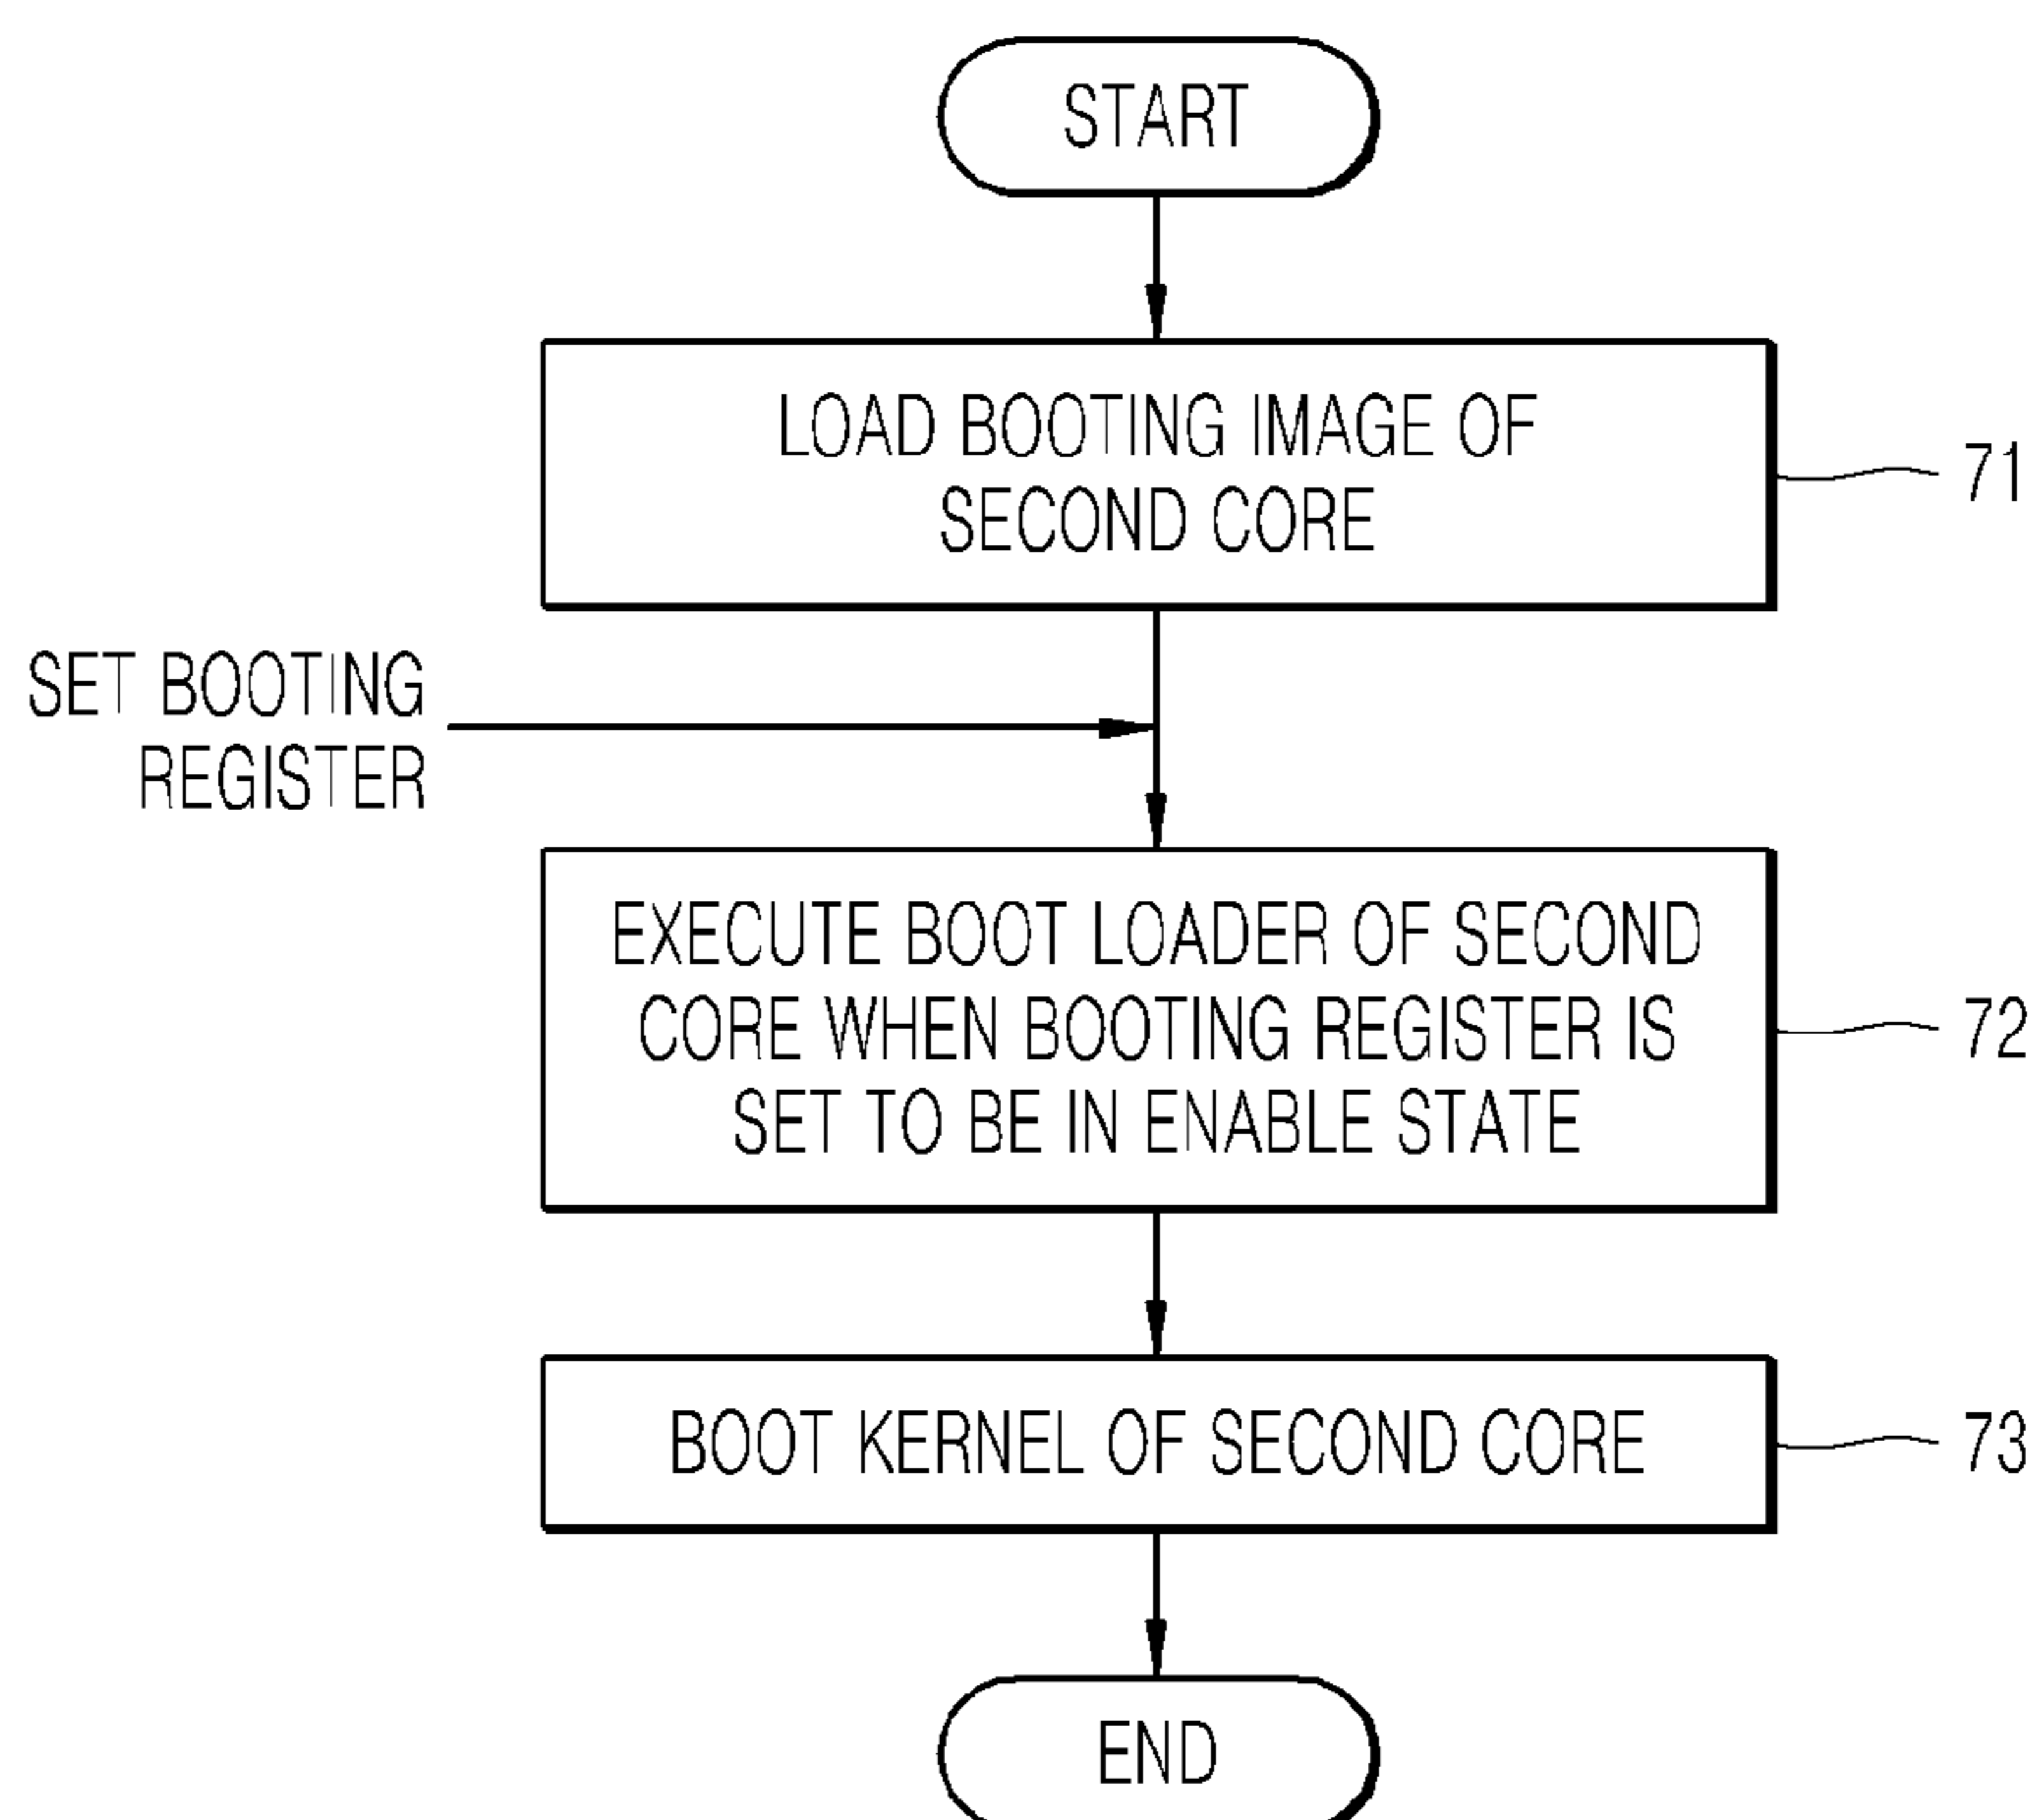 START
LOAD BOOTING IMAGE OF
SECOND CORE
71
SET BOOTING
REGISTER
EXECUTE BOOT LOADER OF SECOND
CORE WHEN BOOTING REGISTER IS
SET TO BE IN ENABLE STATE
72
BOOT KERNEL OF SECOND CORE
73
END